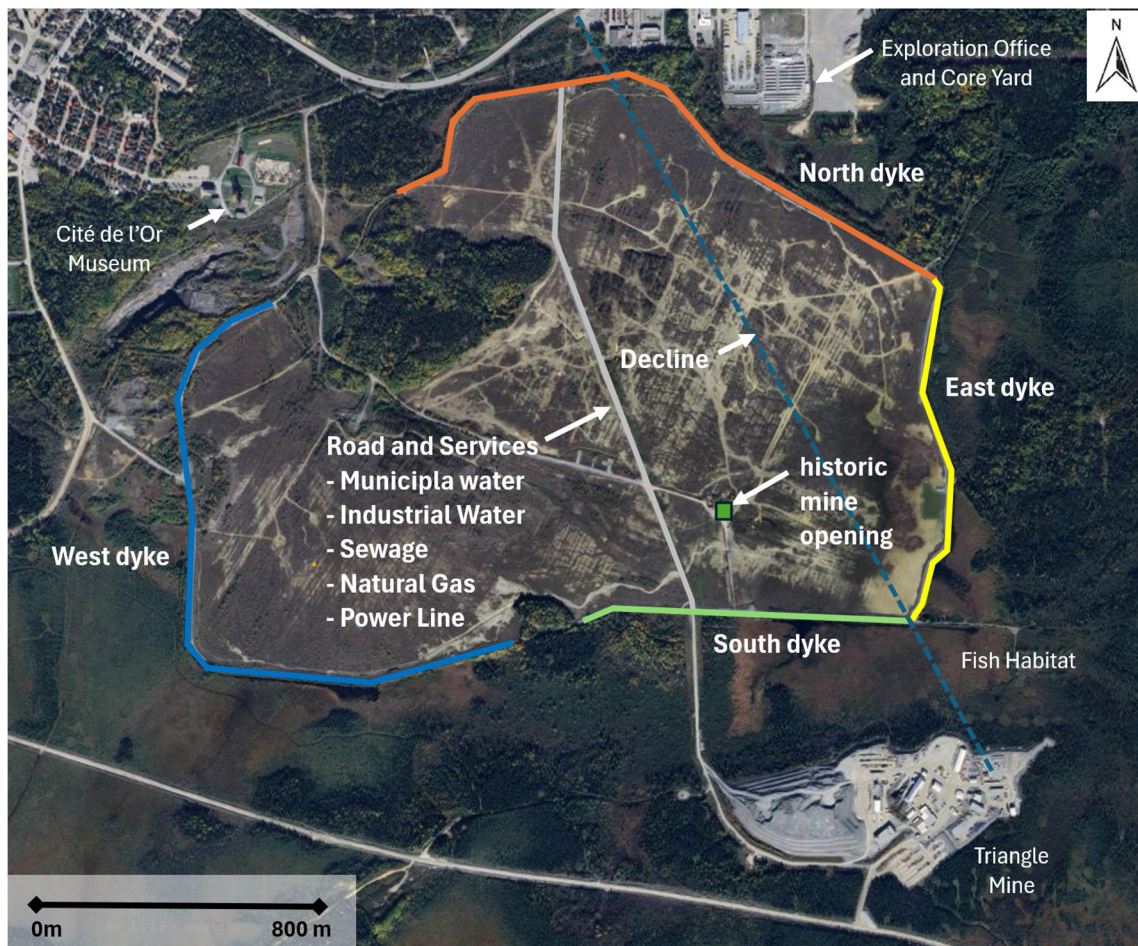 N
Exploration Office
and Core Yard
North dyke
Cité de l'Or
Museum
Decline
East dyke
Road and Services
- Municipla water
- Industrial Water
- Sewage
- Natural Gas
- Power Line
historic
mine
opening
West dyke
South dyke
Fish Habitat
Triangle
Mine
0m
800 m